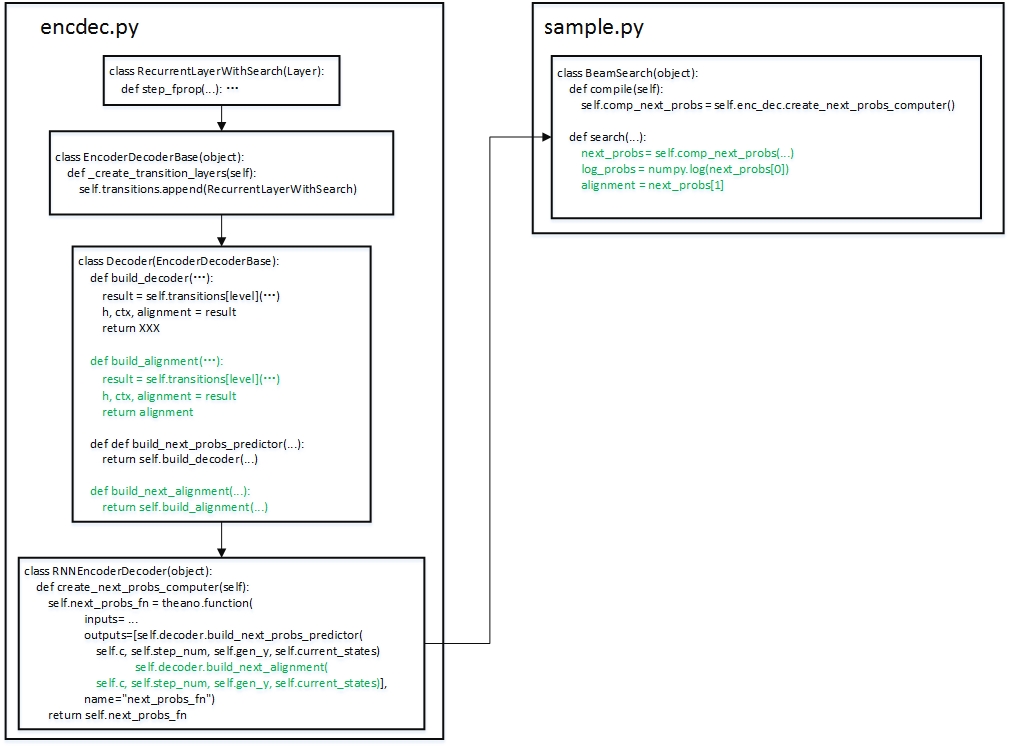 encdec.py
class RecurrentLayerWithSearch(Layer):
def step_fprop(...): ···
class EncoderDecoderBase(object):
def _create_transition_layers(self):
self.transitions.append(RecurrentLayerWithSearch)
class Decoder(EncoderDecoderBase):
def build_decoder(···):
result = self.transitions[level](···)
h, ctx, alignment = result
return XXX
def build_alignment(···):
result = self.transitions[level](···)
h, ctx, alignment = result
return alignment
def def build_next_probs_predictor(...):
return self.build_decoder(...)
def build_next_alignment(...):
return self.build_alignment(...)
class RNNEncoderDecoder(object):
def create_next_probs_computer(self):
self.next_probs_fn = theano.function(
inputs= ...
outputs=[self.decoder.build_next_probs_predictor(
self.c, self.step_num, self.gen_y, self.current_states)
self.decoder.build_next_alignment(
self.c, self.step_num, self.gen_y, self.current_states)],
name="next_probs_fn")
return self.next_probs_fn
sample.py
class BeamSearch(object):
def compile(self):
self.comp_next_probs = self.enc_dec.create_next_probs_computer()
def search(...):
next_probs = self.comp_next_probs(...)
log_probs = numpy.log(next_probs[0])
alignment = next_probs[1]